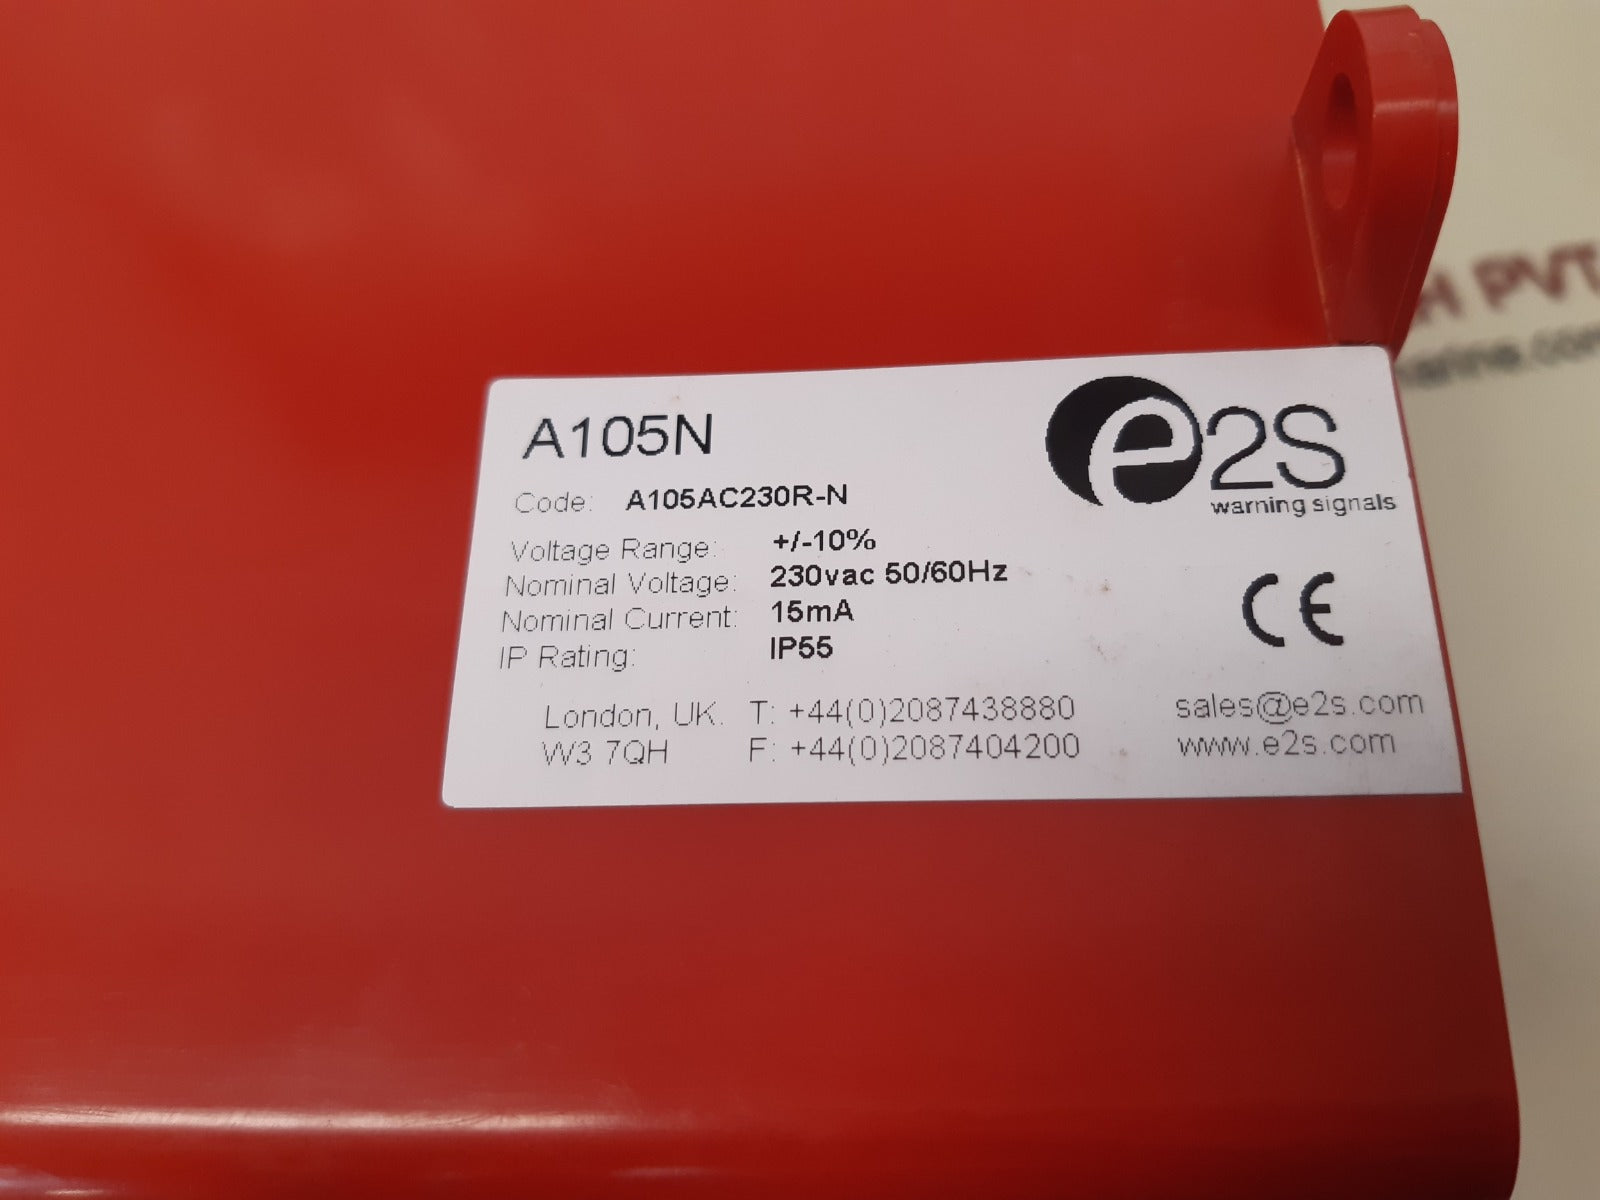 A105N
e2S
warning signals
Code: A105AC230R-N
Voltage Range: +/-10%
Nominal Voltage: 230vac 50/60Hz
Nominal Current: 15mA
IP Rating: IP55
CE
London, UK. T: +44(0)2087438880 sales@e2s.com
W3 7QH F: +44(0)2087404200 www.e2s.com
H PVT